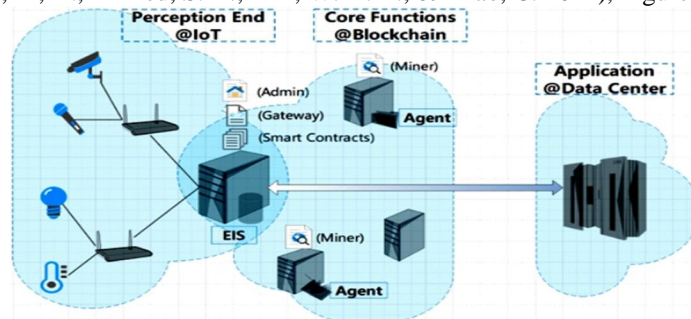 Perception End
@IoT
Core Functions
@Blockchain
Application
@Data Center
(Miner)
(Admin)
(Gateway)
(Smart Contracts)
Agent
EIS
(Miner)
Agent